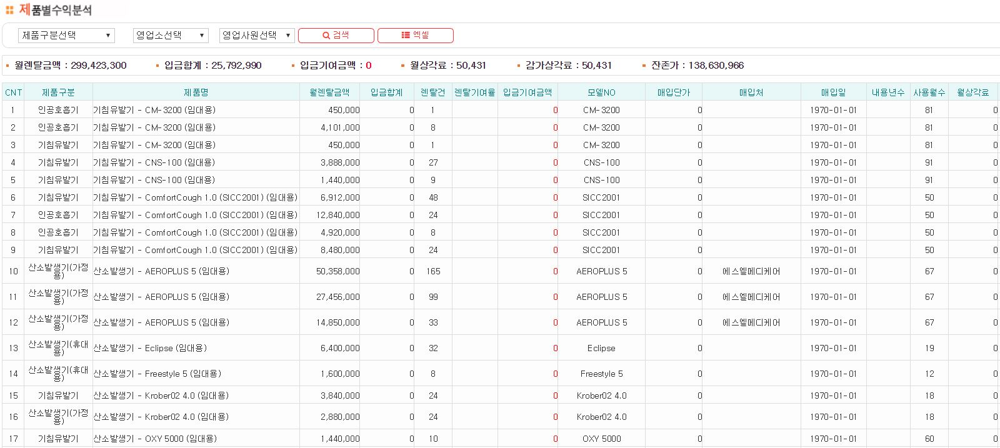 제품별수익분석
제품구분선택 영업소선택 영업사원선택 검색 엑셀
월렌탈금액 : 299,423,300 입금합계 : 25,792,990 입금기여금액 : 0 월상각료 : 50,431 감가상각료 : 50,431 잔존가 : 138,630,966
CNT 제품구분 제품명 월렌탈금액 입금합계 렌탈건 렌탈기여율 입금기여금액 모델NO 매입단가 매입처 매입일 내용년수 사용월수 월상각료
1 인공호흡기 기침유발기 - CM-3200 (임대용) 450,000 0 1 0 CM-3200 0 1970-01-01 81 0
2 인공호흡기 기침유발기 - CM-3200 (임대용) 4,101,000 0 8 0 CM-3200 0 1970-01-01 81 0
3 기침유발기 기침유발기 - CM-3200 (임대용) 450,000 0 1 0 CM-3200 0 1970-01-01 81 0
4 기침유발기 기침유발기 - CNS-100 (임대용) 3,888,000 0 27 0 CNS-100 0 1970-01-01 91 0
5 기침유발기 기침유발기 - CNS-100 (임대용) 1,440,000 0 9 0 CNS-100 0 1970-01-01 91 0
6 기침유발기 기침유발기 - ComfortCough 1.0 (SICC2001) (임대용) 6,912,000 0 48 0 SICC2001 0 1970-01-01 50 0
7 인공호흡기 기침유발기 - ComfortCough 1.0 (SICC2001) (임대용) 12,840,000 0 24 0 SICC2001 0 1970-01-01 50 0
8 인공호흡기 기침유발기 - ComfortCough 1.0 (SICC2001) (임대용) 4,920,000 0 8 0 SICC2001 0 1970-01-01 50 0
9 기침유발기 기침유발기 - ComfortCough 1.0 (SICC2001) (임대용) 8,480,000 0 24 0 SICC2001 0 1970-01-01 50 0
10 산소발생기(가정용) 산소발생기 - AEROPLUS 5 (임대용) 50,358,000 0 165 0 AEROPLUS 5 0 에스엘메디케어 1970-01-01 67 0
11 산소발생기(가정용) 산소발생기 - AEROPLUS 5 (임대용) 27,456,000 0 99 0 AEROPLUS 5 0 에스엘메디케어 1970-01-01 67 0
12 산소발생기(가정용) 산소발생기 - AEROPLUS 5 (임대용) 14,850,000 0 33 0 AEROPLUS 5 0 에스엘메디케어 1970-01-01 67 0
13 산소발생기(휴대용) 산소발생기 - Eclipse (임대용) 6,400,000 0 32 0 Eclipse 0 1970-01-01 19 0
14 산소발생기(휴대용) 산소발생기 - Freestyle 5 (임대용) 1,600,000 0 8 0 Freestyle 5 0 1970-01-01 12 0
15 기침유발기 산소발생기 - Krober02 4.0 (임대용) 3,840,000 0 24 0 Krober02 4.0 0 1970-01-01 18 0
16 산소발생기(가정용) 산소발생기 - Krober02 4.0 (임대용) 2,880,000 0 24 0 Krober02 4.0 0 1970-01-01 18 0
17 기침유발기 산소발생기 - OXY 5000 (임대용) 1,440,000 0 10 0 OXY 5000 0 1970-01-01 60 0